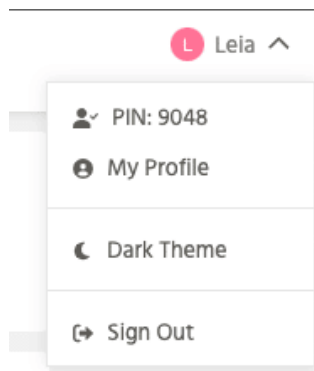 L Leia
PIN: 9048
My Profile
Dark Theme
Sign Out